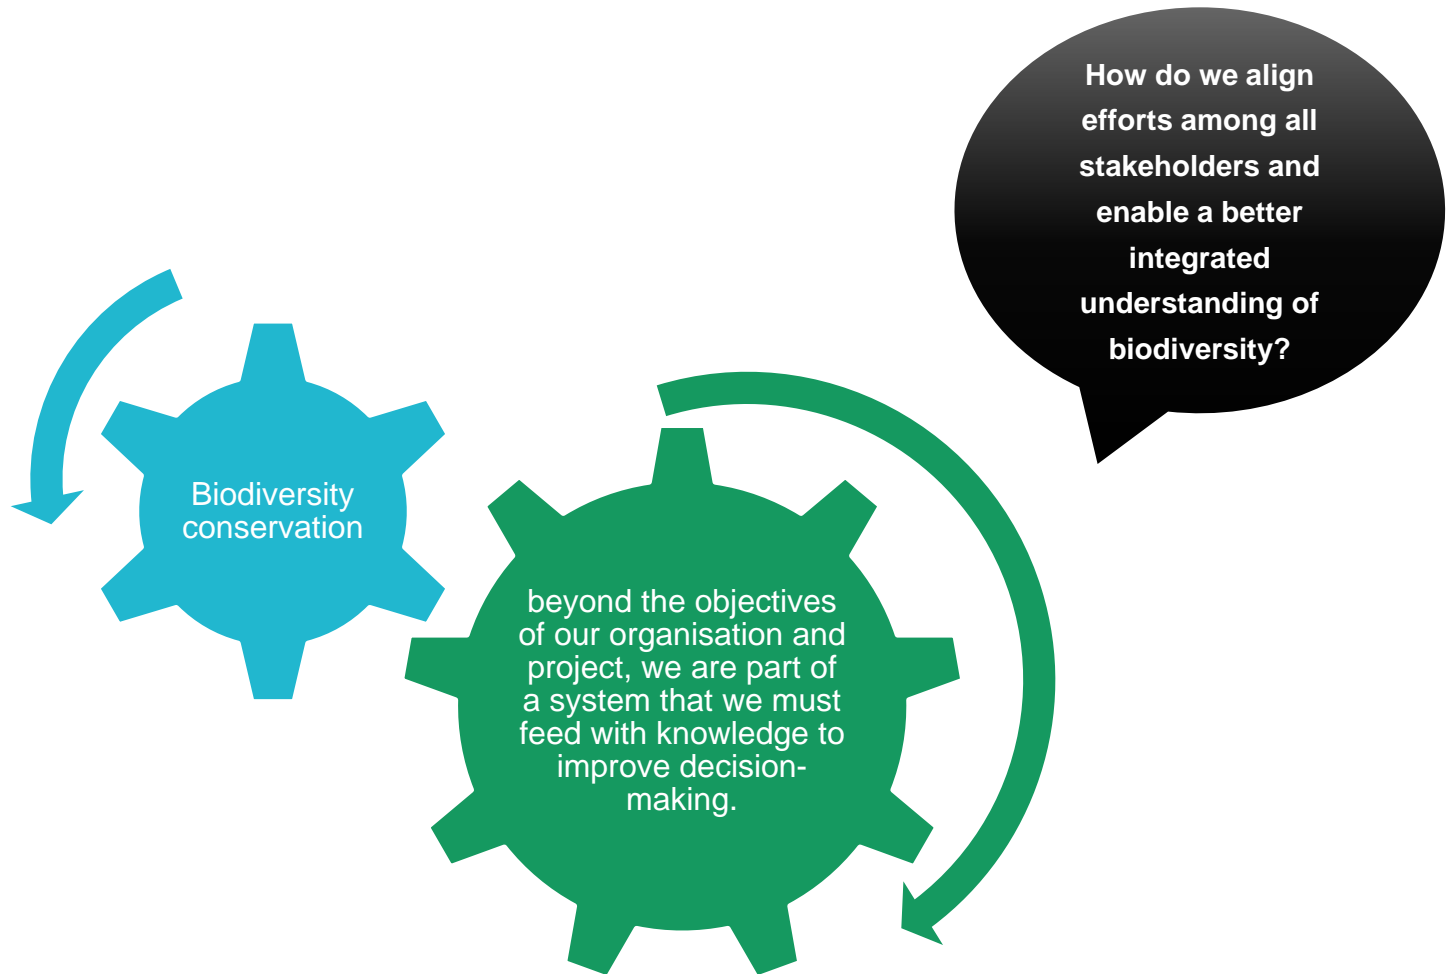 How do we align
efforts among all
stakeholders and
enable a better
integrated
understanding of
biodiversity?
Biodiversity
conservation
beyond the objectives
of our organisation and
project, we are part of
a system that we must
feed with knowledge to
improve decision-
making.